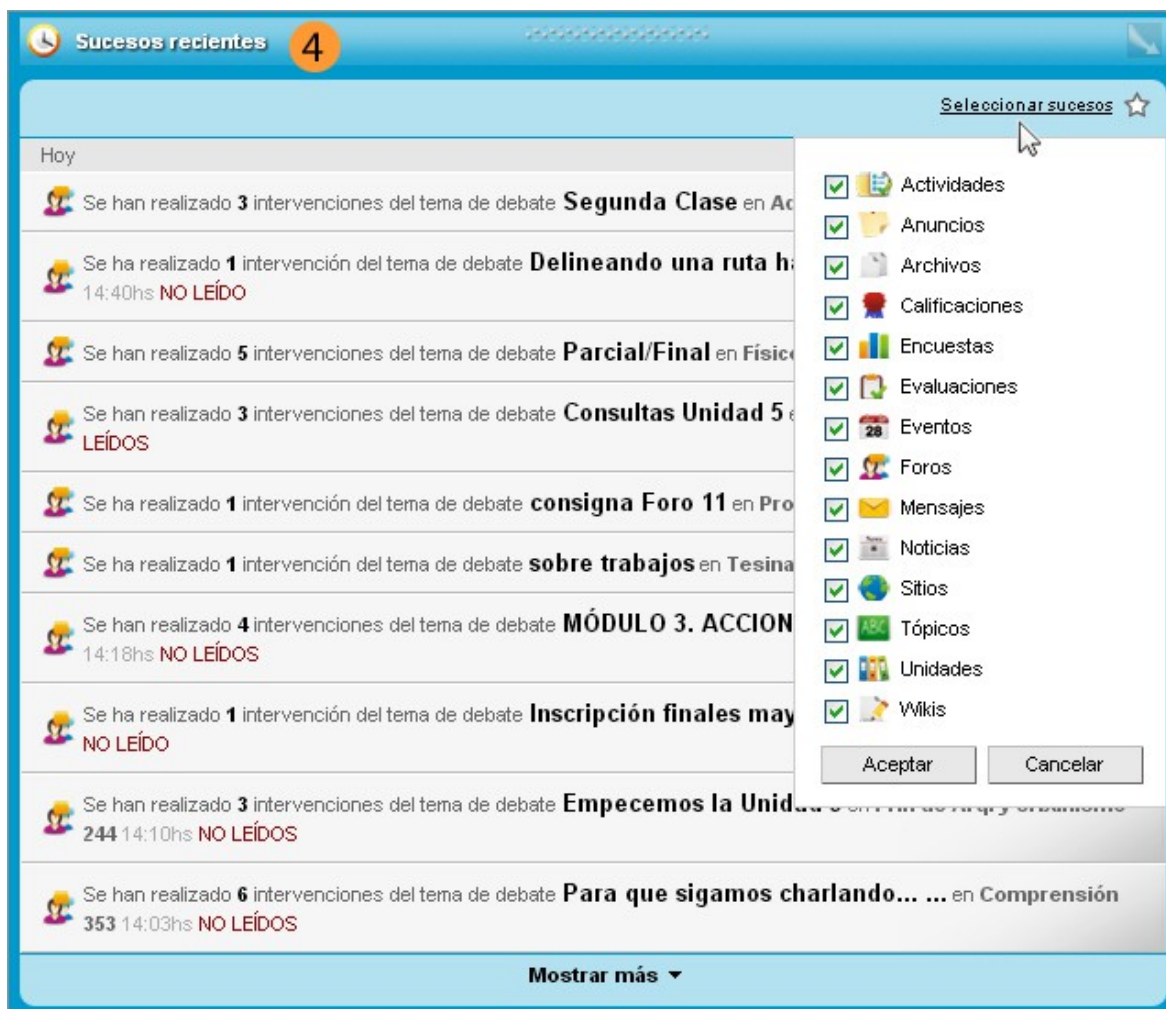 Sucesos recientes 4
Seleccionar sucesos
Hoy
Se han realizado 3 intervenciones del tema de debate Segunda Clase en
Se ha realizado 1 intervención del tema de debate Delineando una ruta
14:40hs NO LEÍDO
Se han realizado 5 intervenciones del tema de debate Parcial/Final en
Se han realizado 3 intervenciones del tema de debate Consultas Unidad 5
LEÍDOS
Se ha realizado 1 intervención del tema de debate consigna Foro 11 en
Se ha realizado 1 intervención del tema de debate sobre trabajos en Tesina
Se han realizado 4 intervenciones del tema de debate MÓDULO 3. ACCION
14:18hs NO LEÍDOS
Se ha realizado 1 intervención del tema de debate Inscripción finales may
NO LEÍDO
Se han realizado 3 intervenciones del tema de debate Empecemos la
244 14:10hs NO LEÍDOS
Se han realizado 6 intervenciones del tema de debate Para que sigamos charlando... ... en Comprensión
353 14:03hs NO LEÍDOS
Mostrar más
Actividades
Anuncios
Archivos
Calificaciones
Encuestas
Evaluaciones
28 Eventos
Foros
Mensajes
Noticias
Sitios
ABC Tópicos
Unidades
Wikis
Aceptar Cancelar